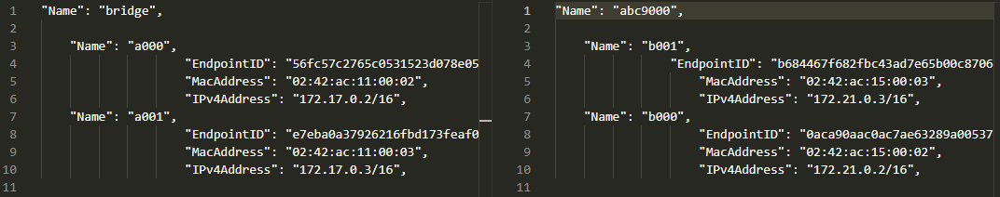 1 "Name": "bridge",
2
3 "Name": "a000",
4 "EndpointID": "56fc57c2765c0531523d078e05
5 "MacAddress": "02:42:ac:11:00:02",
6 "IPv4Address": "172.17.0.2/16",
7 "Name": "a001",
8 "EndpointID": "e7eba0a37926216fbd173feaf0
9 "MacAddress": "02:42:ac:11:00:03",
10 "IPv4Address": "172.17.0.3/16",
11
1 "Name": "abc9000",
2
3 "Name": "b001",
4 "EndpointID": "b684467f682fbc43ad7e65b00c8706
5 "MacAddress": "02:42:ac:15:00:03",
6 "IPv4Address": "172.21.0.3/16",
7 "Name": "b000",
8 "EndpointID": "0aca90aac0ac7ae63289a00537
9 "MacAddress": "02:42:ac:15:00:02",
10 "IPv4Address": "172.21.0.2/16",
11